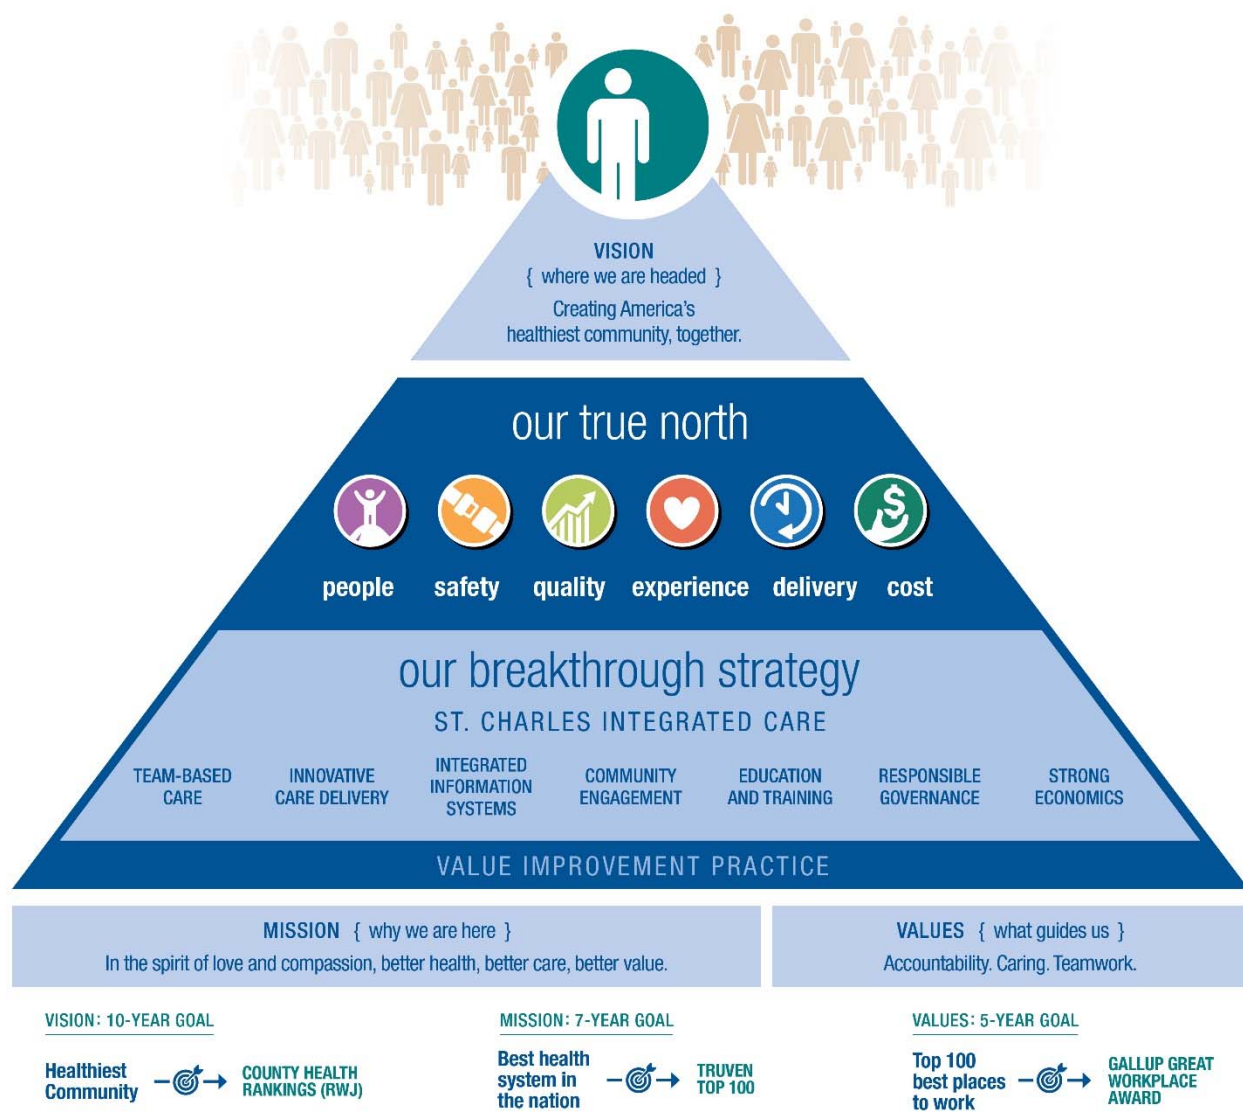 VISION
{ where we are headed }
Creating America's
healthiest community, together.
our true north
$
people safety quality experience delivery cost
our breakthrough strategy
ST. CHARLES INTEGRATED CARE
TEAM-BASED
CARE
INNOVATIVE
CARE DELIVERY
INTEGRATED
INFORMATION
SYSTEMS
COMMUNITY
ENGAGEMENT
EDUCATION
AND TRAINING
RESPONSIBLE
GOVERNANCE
STRONG
ECONOMICS
VALUE IMPROVEMENT PRACTICE
MISSION { why we are here }
In the spirit of love and compassion, better health, better care, better value.
VALUES { what guides us }
Accountability. Caring. Teamwork.
VISION: 10-YEAR GOAL
Healthiest
Community
COUNTY HEALTH
RANKINGS (RWJ)
MISSION: 7-YEAR GOAL
Best health
system in
the nation
TRUVEN
TOP 100
VALUES: 5-YEAR GOAL
Top 100
best places
to work
GALLUP GREAT
WORKPLACE
AWARD